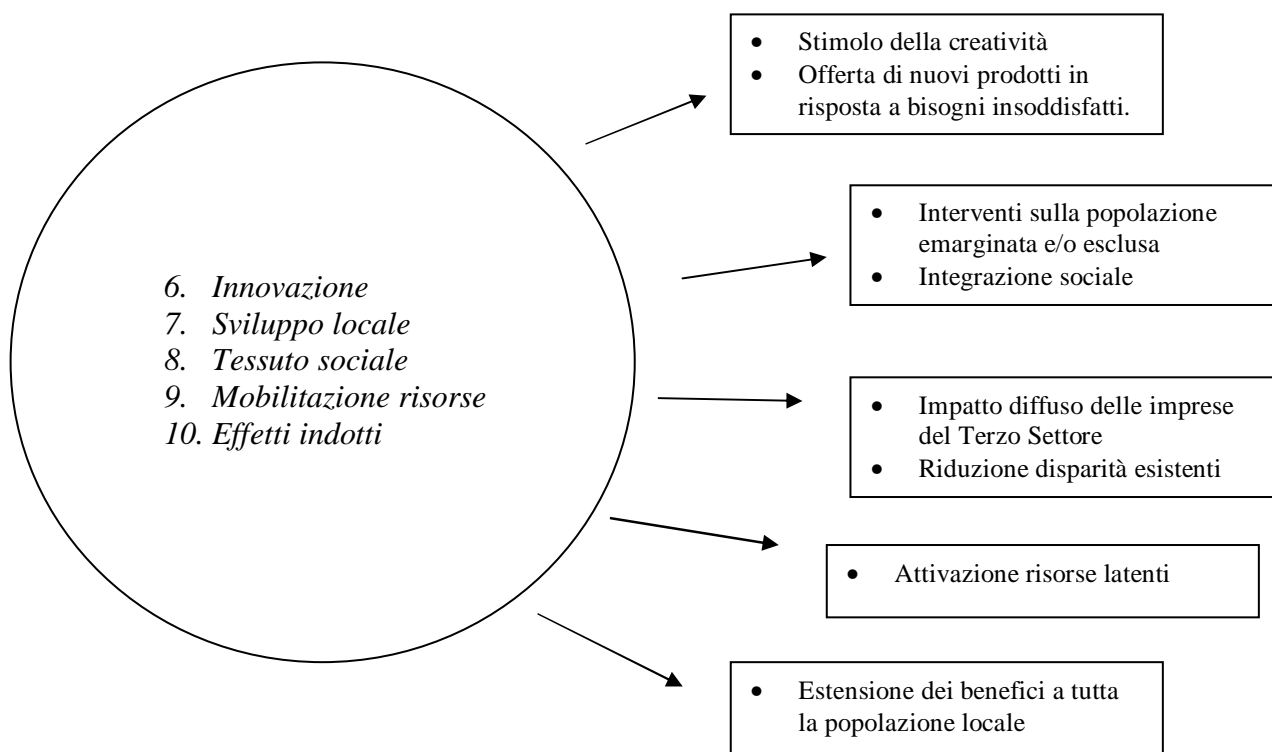 • Stimolo della creatività
• Offerta di nuovi prodotti in
risposta a bisogni insoddisfatti.
• Interventi sulla popolazione
emarginata e/o esclusa
• Integrazione sociale
6. Innovazione
7. Sviluppo locale
8. Tessuto sociale
9. Mobilitazione risorse
10. Effetti indotti
• Impatto diffuso delle imprese
del Terzo Settore
• Riduzione disparità esistenti
• Attivazione risorse latenti
• Estensione dei benefici a tutta
la popolazione locale